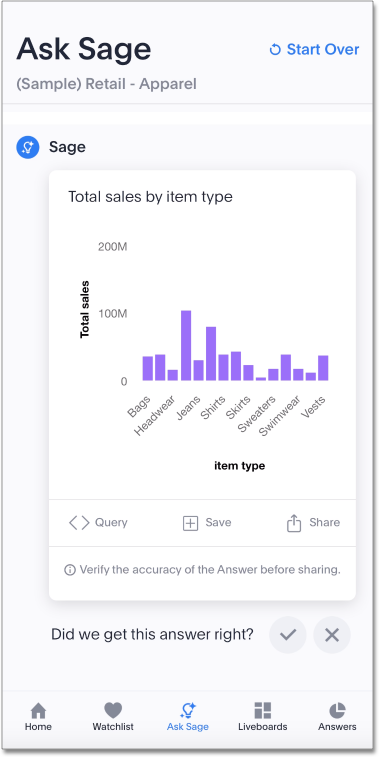 Ask Sage
Start Over
(Sample) Retail - Apparel
Sage
Total sales by item type
200M
100M
0
Total sales
Bags
Headwear
Jeans
Shirts
Skirts
Sweaters
Swimwear
Vests
item type
Query
Save
Share
Verify the accuracy of the Answer before sharing.
Did we get this answer right?
Home
Watchlist
Ask Sage
Liveboards
Answers